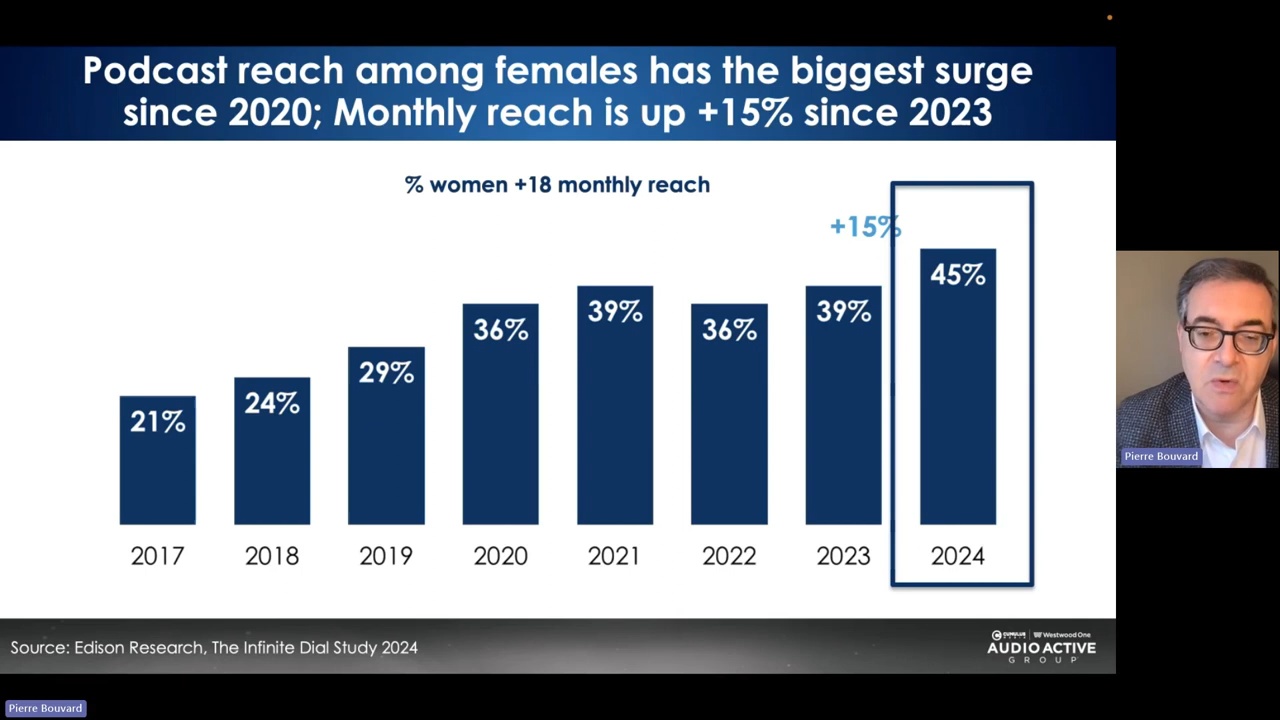 Podcast reach among females has the biggest surge
since 2020; Monthly reach is up +15% since 2023
% women +18 monthly reach
+15%
21%
24%
29%
36%
39%
36%
39%
45%
2017
2018
2019
2020
2021
2022
2023
2024
Source: Edison Research, The Infinite Dial Study 2024
CUMULUS MEDIA | Westwood One
AUDIO ACTIVE
GROUP
Pierre Bouvard
Pierre Bouvard